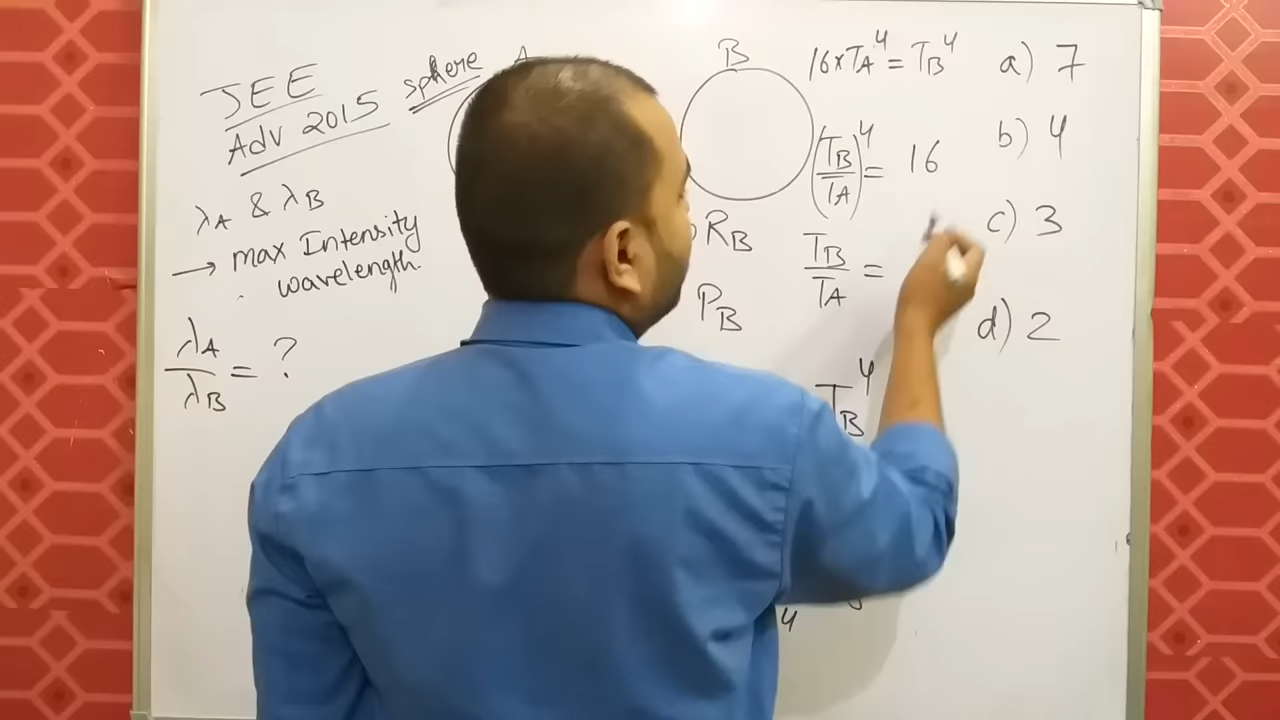 JEE
Adv 2015
sphere A
λA & λB
→ max Intensity
wavelength.
λA/λB = ?
B
RB
PB
16×TA⁴ = TB⁴
(TB/TA)⁴ = 16
TB/TA =
TB⁴
4
a) 7
b) 4
c) 3
d) 2